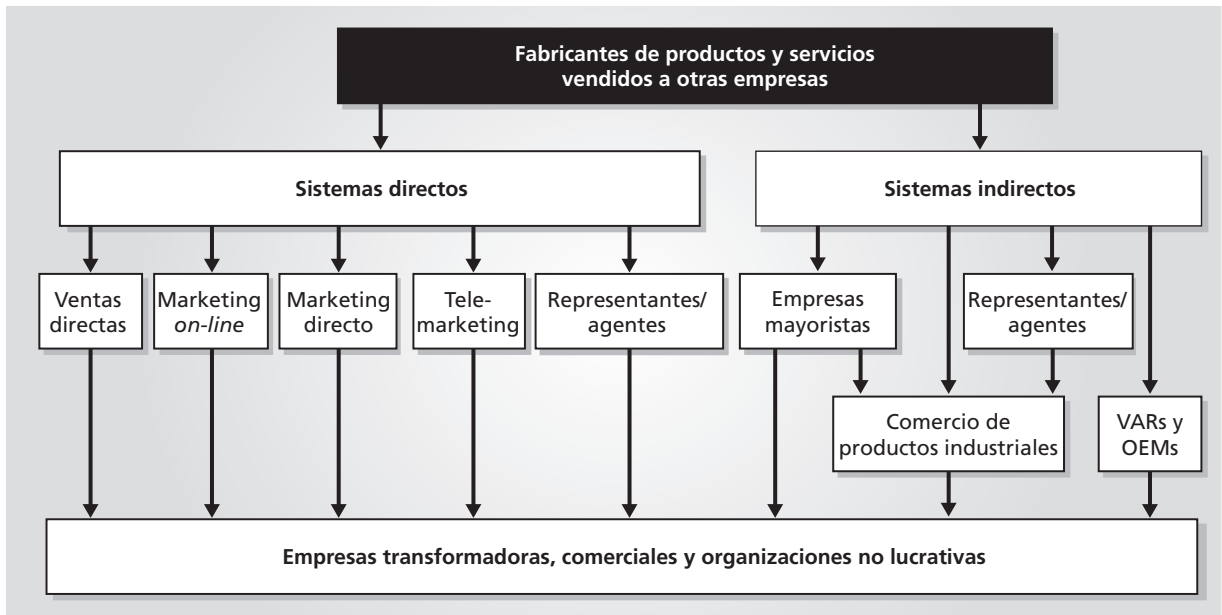 Fabricantes de productos y servicios
vendidos a otras empresas
Sistemas directos
Sistemas indirectos
Ventas
directas
Marketing
on-line
Marketing
directo
Tele-
marketing
Representantes/
agentes
Empresas
mayoristas
Representantes/
agentes
Comercio de
productos industriales
VARs y
OEMs
Empresas transformadoras, comerciales y organizaciones no lucrativas